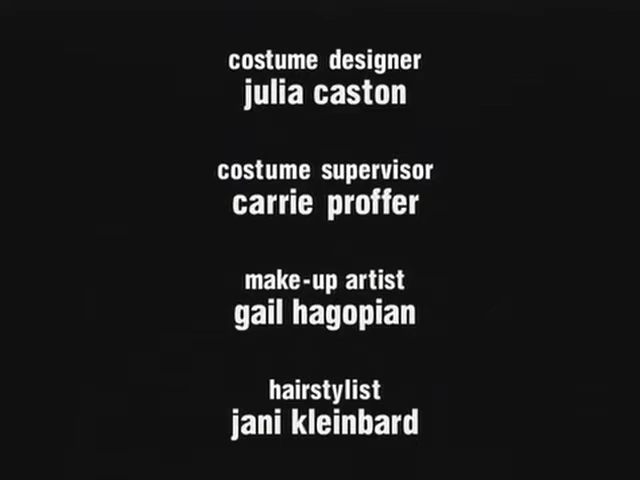 costume designer
julia caston
costume supervisor
carrie proffer
make-up artist
gail hagopian
hairstylist
jani kleinbard